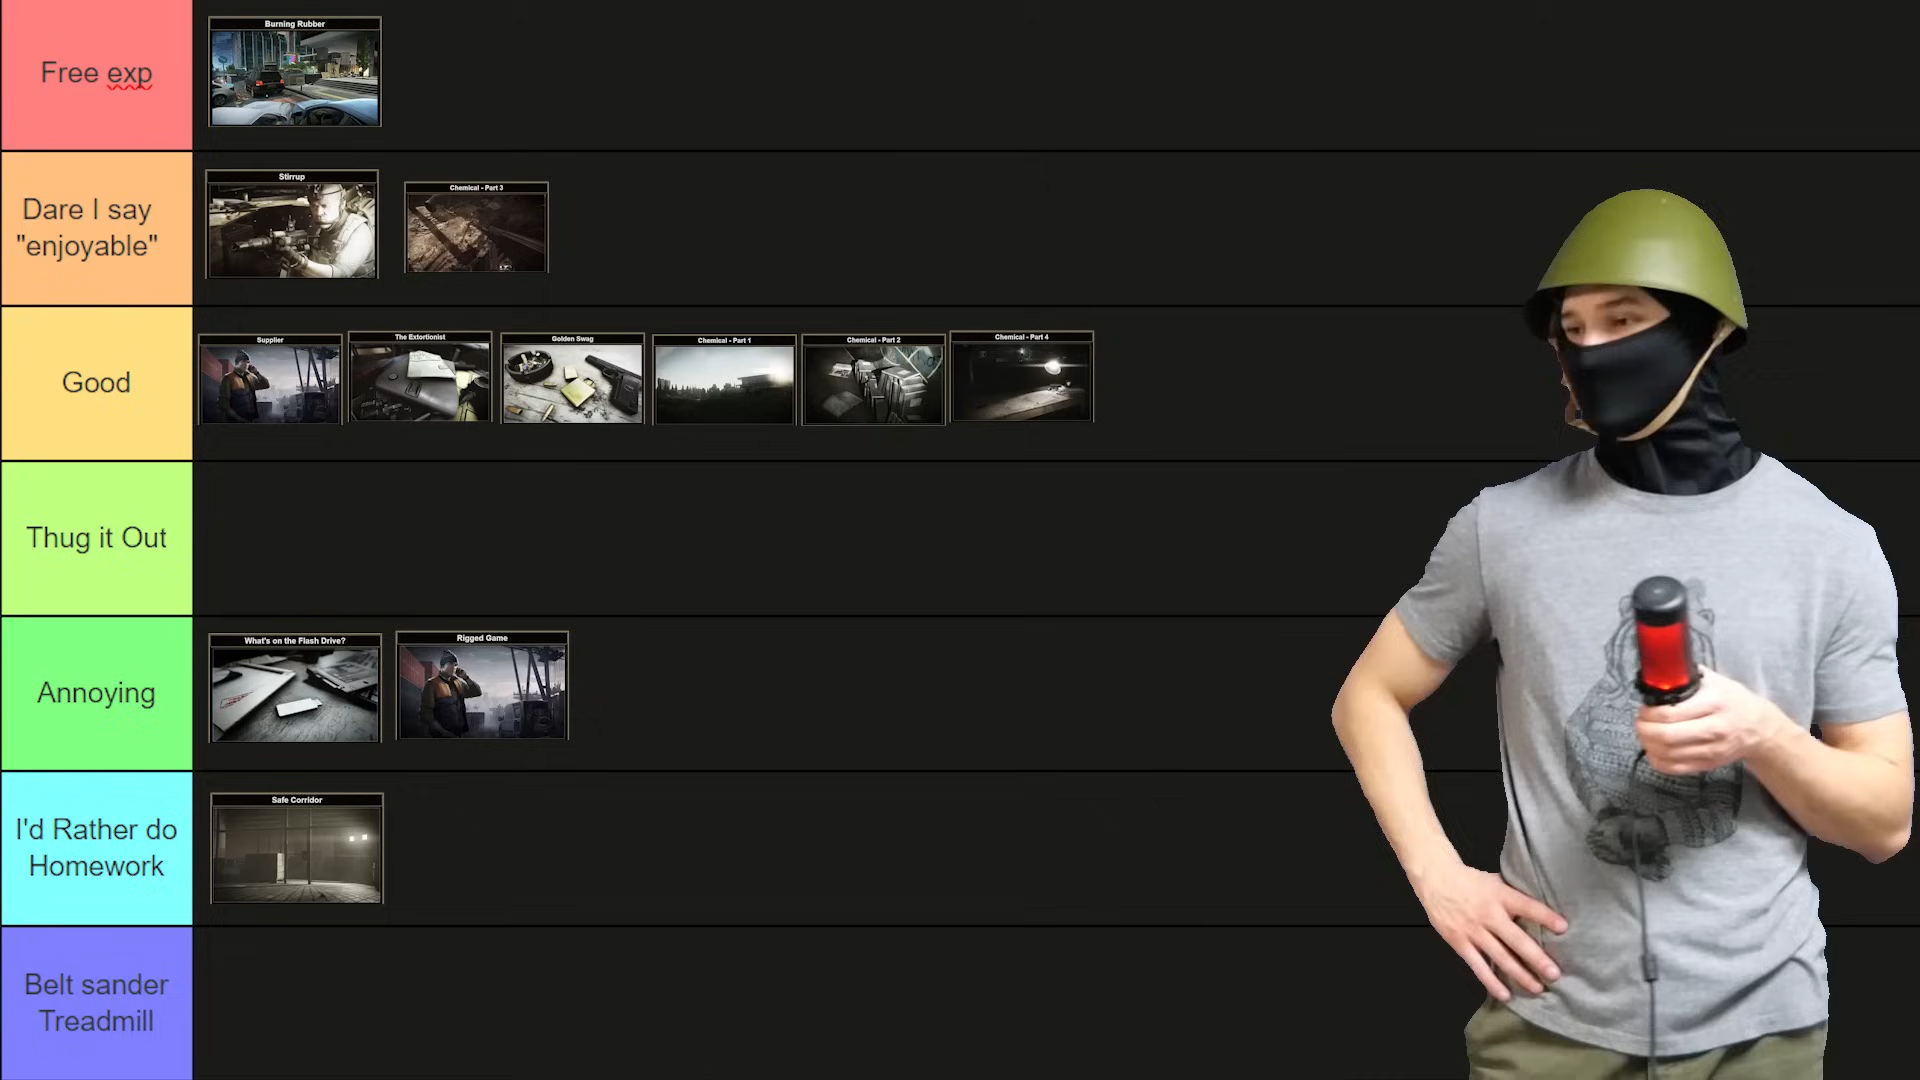 Free exp
Burning Rubber
Dare I say
"enjoyable"
Stirrup
Chemical - Part 3
Good
Supplier
The Extortionist
Golden Swag
Chemical - Part 1
Chemical - Part 2
Chemical - Part 4
Thug it Out
Annoying
What's on the Flash Drive?
Rigged Game
I'd Rather do
Homework
Safe Corridor
Belt sander
Treadmill